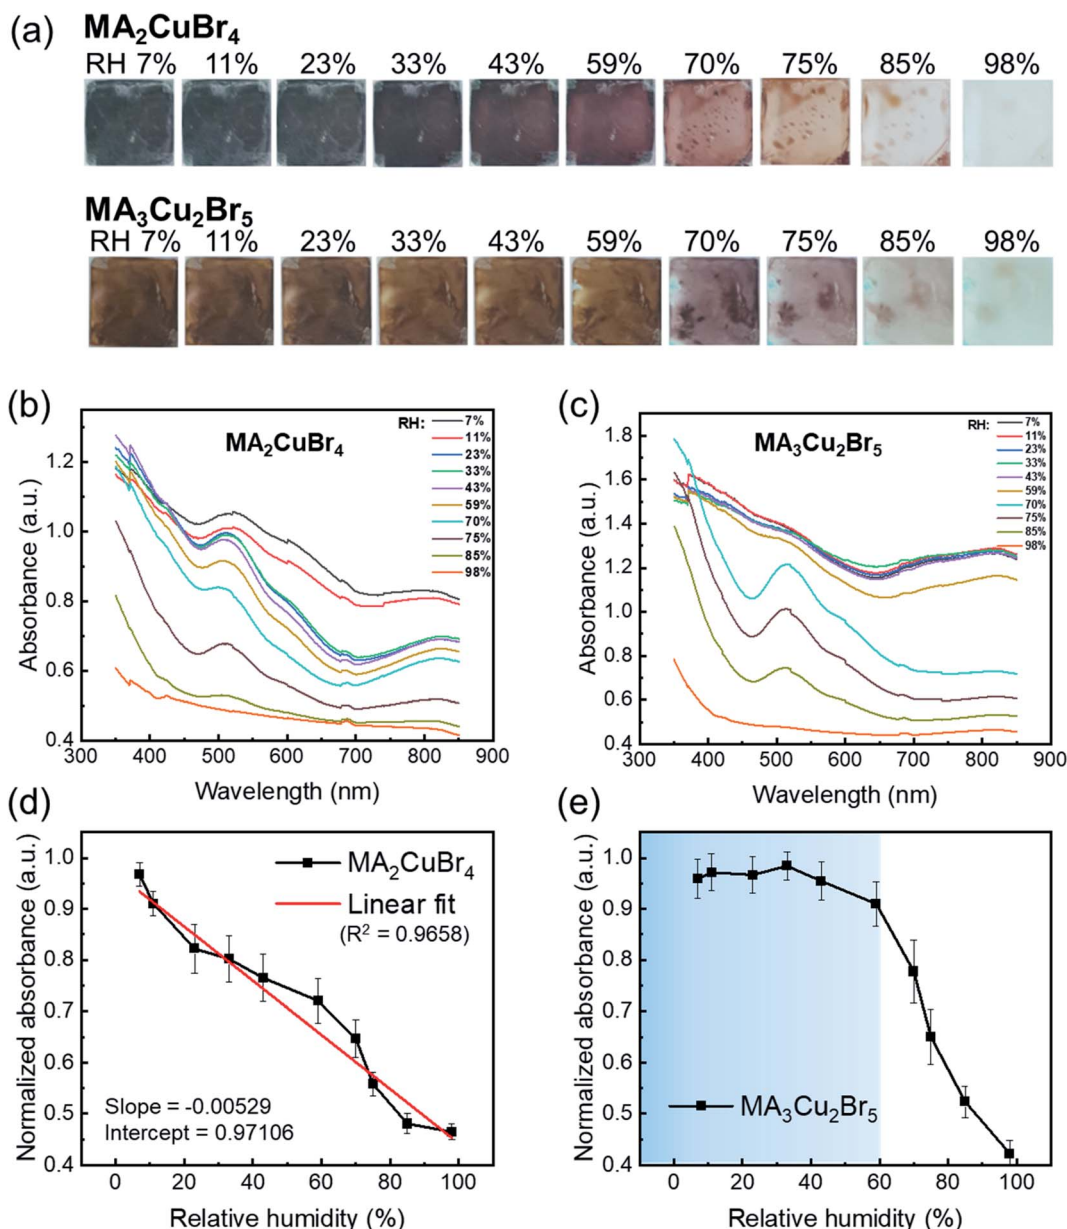 (a) MA₂CuBr₄
RH 7% 11% 23% 33% 43% 59% 70% 75% 85% 98%
MA₃Cu₂Br₅
RH 7% 11% 23% 33% 43% 59% 70% 75% 85% 98%
(b)
MA₂CuBr₄
RH:
7%
11%
23%
33%
43%
59%
70%
75%
85%
98%
Absorbance (a.u.)
1.2
1.0
0.8
0.6
0.4
300 400 500 600 700 800 900
Wavelength (nm)
(c)
MA₃Cu₂Br₅
RH:
7%
11%
23%
33%
43%
59%
70%
75%
85%
98%
Absorbance (a.u.)
1.8
1.6
1.4
1.2
1.0
0.8
0.6
0.4
300 400 500 600 700 800 900
Wavelength (nm)
(d)
MA₂CuBr₄
Linear fit
(R² = 0.9658)
Slope = -0.00529
Intercept = 0.97106
Normalized absorbance (a.u.)
1.0
0.9
0.8
0.7
0.6
0.5
0.4
0 20 40 60 80 100
Relative humidity (%)
(e)
MA₃Cu₂Br₅
Normalized absorbance (a.u.)
1.0
0.9
0.8
0.7
0.6
0.5
0.4
0 20 40 60 80 100
Relative humidity (%)